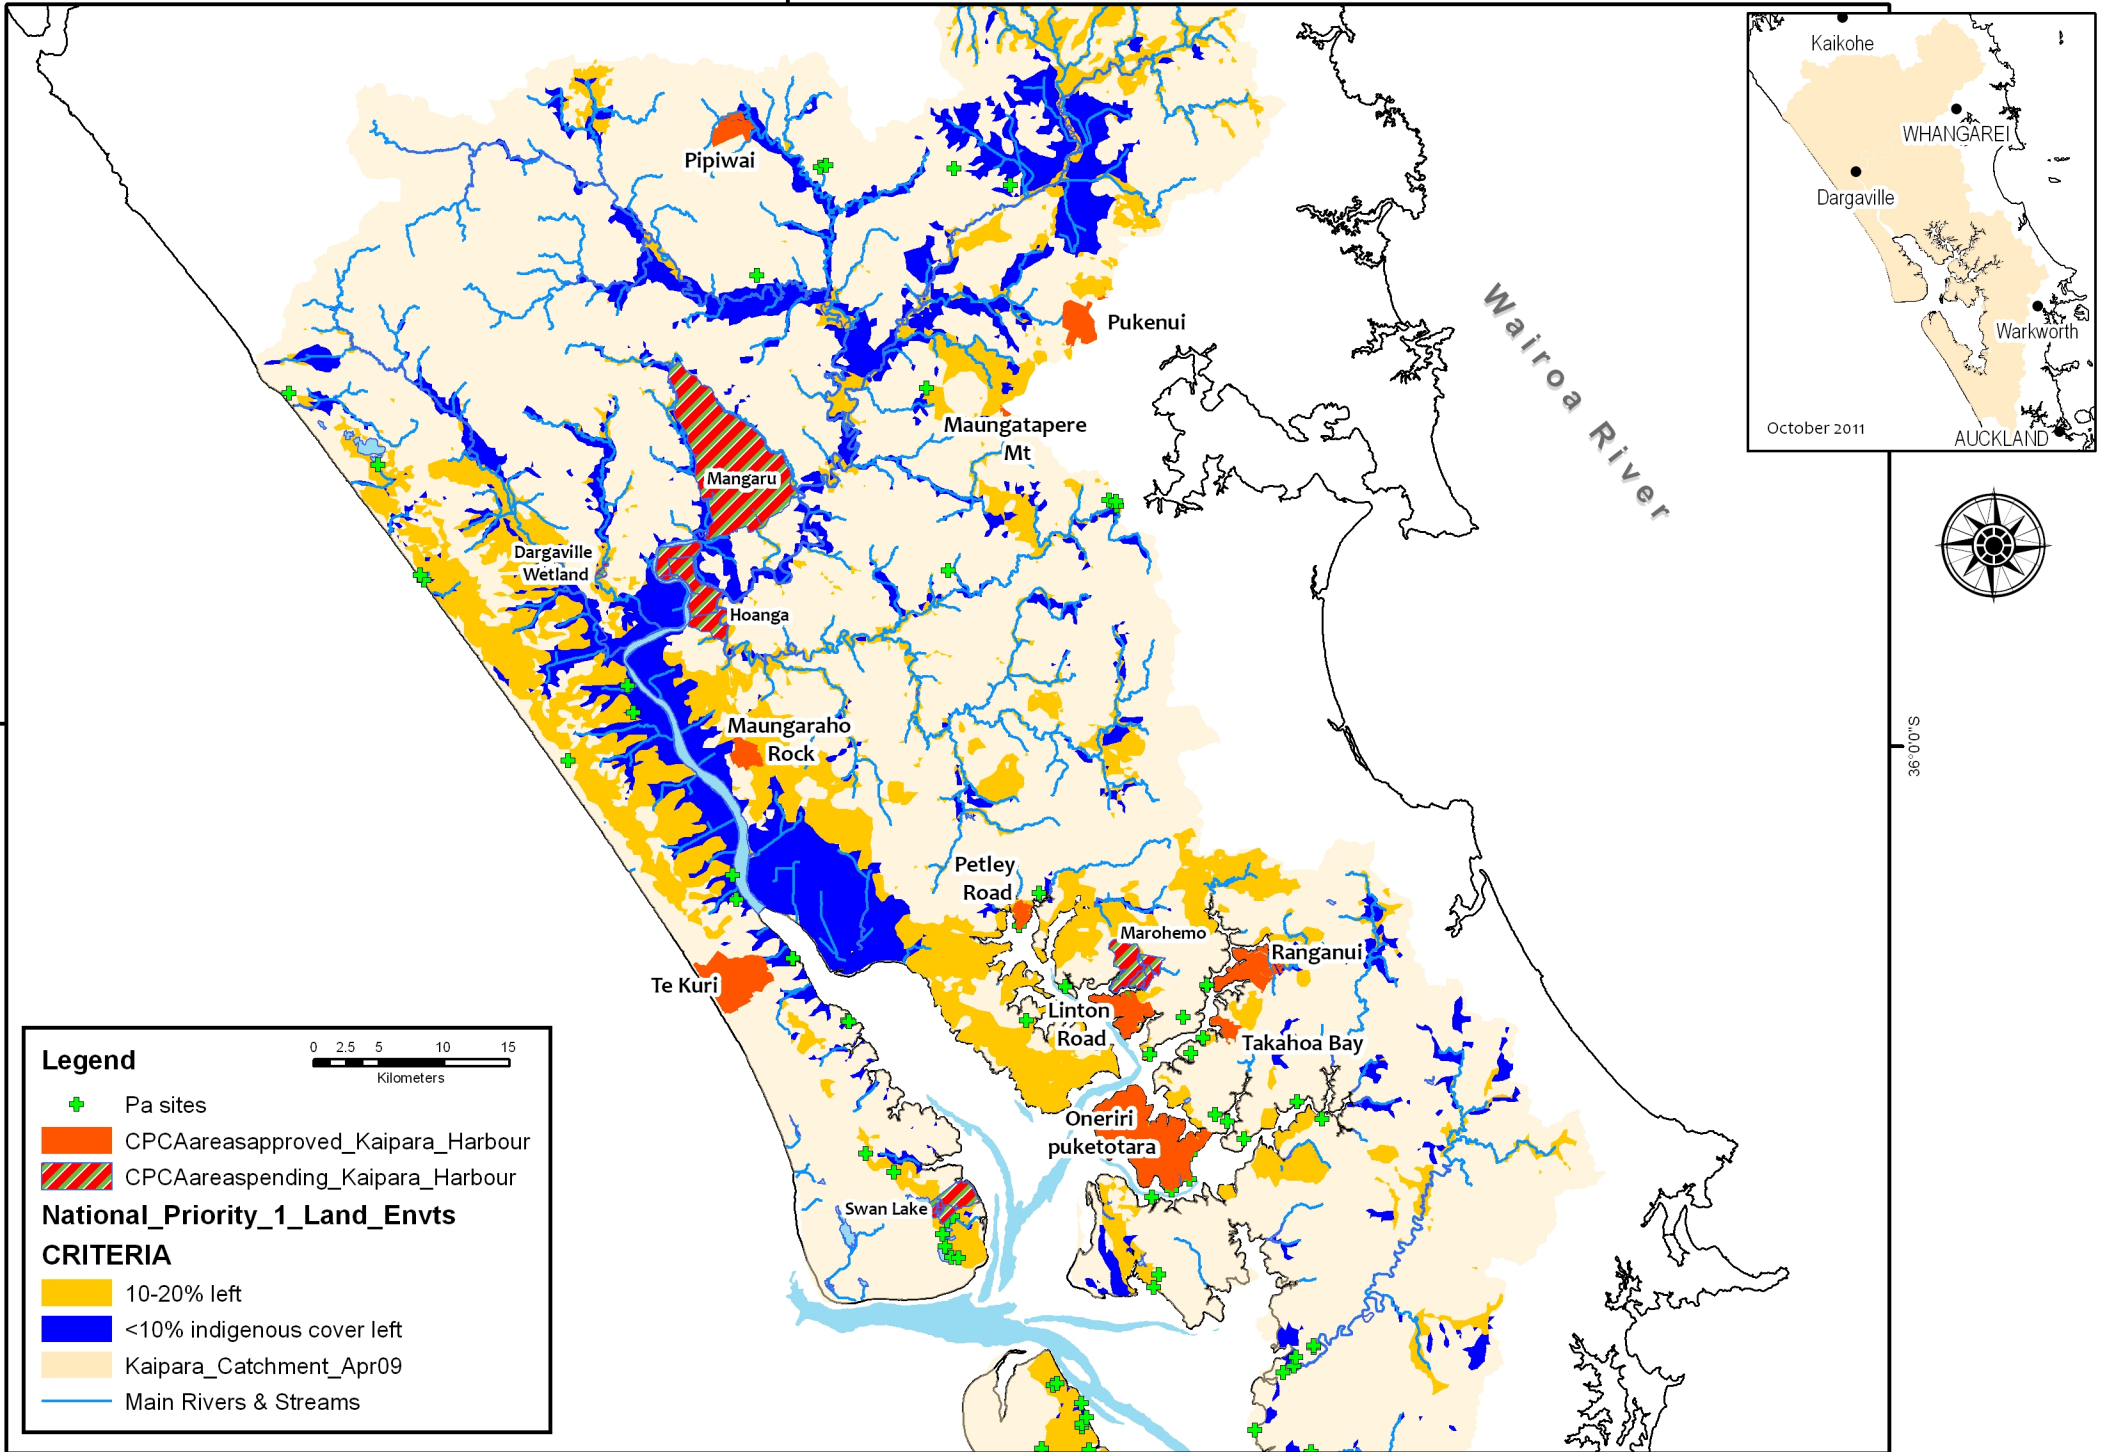 Kaikohe
WHANGAREI
Dargaville
Warkworth
October 2011
AUCKLAND
Wairoa River
36°0'0"S
Pipiwai
Pukenui
Maungatapere
Mt
Mangaru
Dargaville
Wetland
Hoanga
Maungaraho
Rock
Petley
Road
Marohemo
Ranganui
Te Kuri
Linton
Road
Takahoa Bay
Oneriri
puketotara
Swan Lake
Legend
0 2.5 5 10 15
Kilometers
Pa sites
CPCAareasapproved_Kaipara_Harbour
CPCAareaspending_Kaipara_Harbour
National_Priority_1_Land_Envts
CRITERIA
10-20% left
<10% indigenous cover left
Kaipara_Catchment_Apr09
Main Rivers & Streams